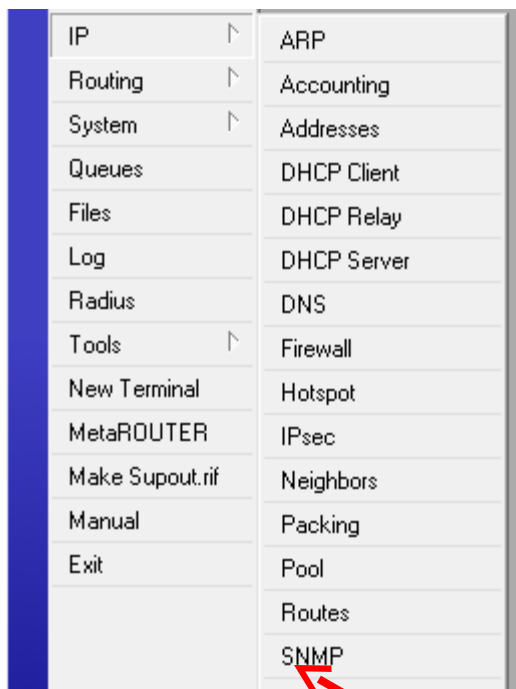 IP
Routing
System
Queues
Files
Log
Radius
Tools
New Terminal
MetaROUTER
Make Supout.rif
Manual
Exit
ARP
Accounting
Addresses
DHCP Client
DHCP Relay
DHCP Server
DNS
Firewall
Hotspot
IPsec
Neighbors
Packing
Pool
Routes
SNMP